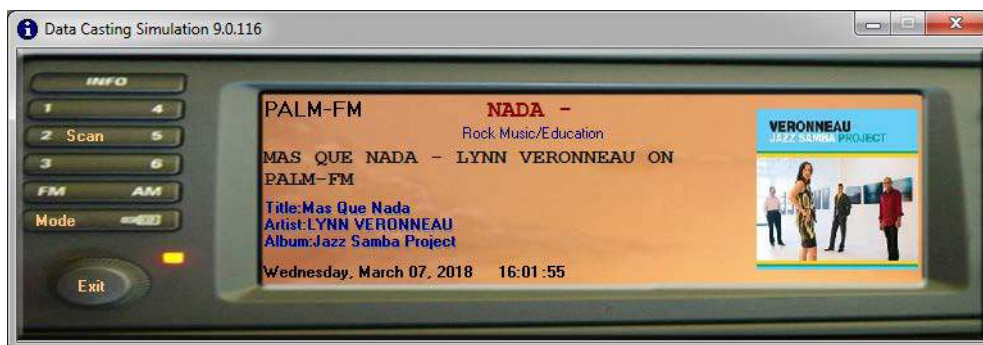 Data Casting Simulation 9.0.116
INFO
1 4
2 Scan 5
3 6
FM AM
Mode
Exit
PALM-FM NADA -
Rock Music/Education
MAS QUE NADA - LYNN VERONNEAU ON
PALM-FM
Title:Mas Que Nada
Artist:LYNN VERONNEAU
Album:Jazz Samba Project
Wednesday, March 07, 2018 16:01:55
VERONNEAU
JAZZ SAMBA PROJECT